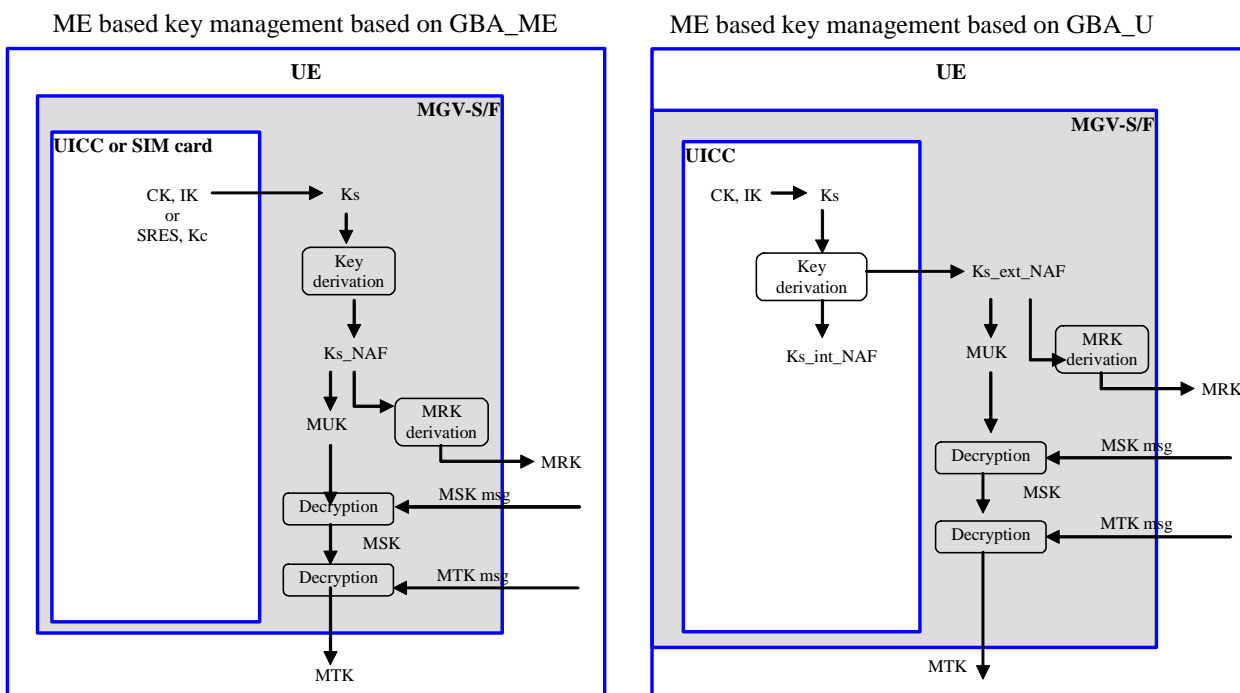 ME based key management based on GBA_ME
UE
MGV-S/F
UICC or SIM card
CK, IK
or
SRES, Kc
Ks
Key
derivation
Ks_NAF
MUK
MRK
derivation
MRK
Decryption
MSK msg
MSK
Decryption
MTK msg
MTK
ME based key management based on GBA_U
UE
MGV-S/F
UICC
CK, IK
Ks
Key
derivation
Ks_ext_NAF
Ks_int_NAF
MUK
MRK
derivation
MRK
Decryption
MSK msg
MSK
Decryption
MTK msg
MTK